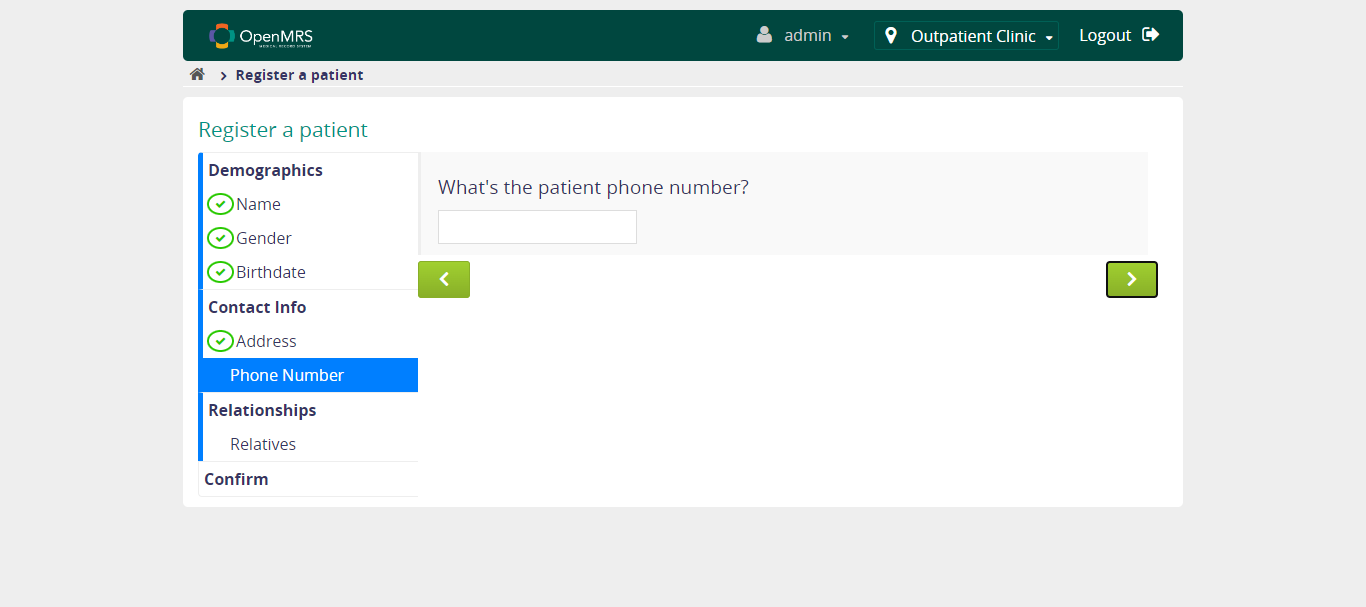 OpenMRS
MEDICAL RECORD SYSTEM
admin
Outpatient Clinic
Logout
Register a patient
Register a patient
Demographics
Name
Gender
Birthdate
Contact Info
Address
Phone Number
Relationships
Relatives
Confirm
What's the patient phone number?